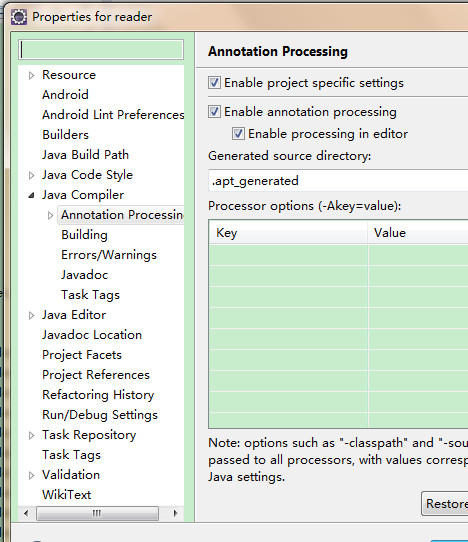 Properties for reader
Resource
Android
Android Lint Preferences
Builders
Java Build Path
Java Code Style
Java Compiler
Annotation Processin
Building
Errors/Warnings
Javadoc
Task Tags
Java Editor
Javadoc Location
Project Facets
Project References
Refactoring History
Run/Debug Settings
Task Repository
Task Tags
Validation
WikiText
Annotation Processing
Enable project specific settings
Enable annotation processing
Enable processing in editor
Generated source directory:
.apt_generated
Processor options (-Akey=value):
Key Value
Note: options such as "-classpath" and "-sou
passed to all processors, with values corresp
Java settings.
Restore